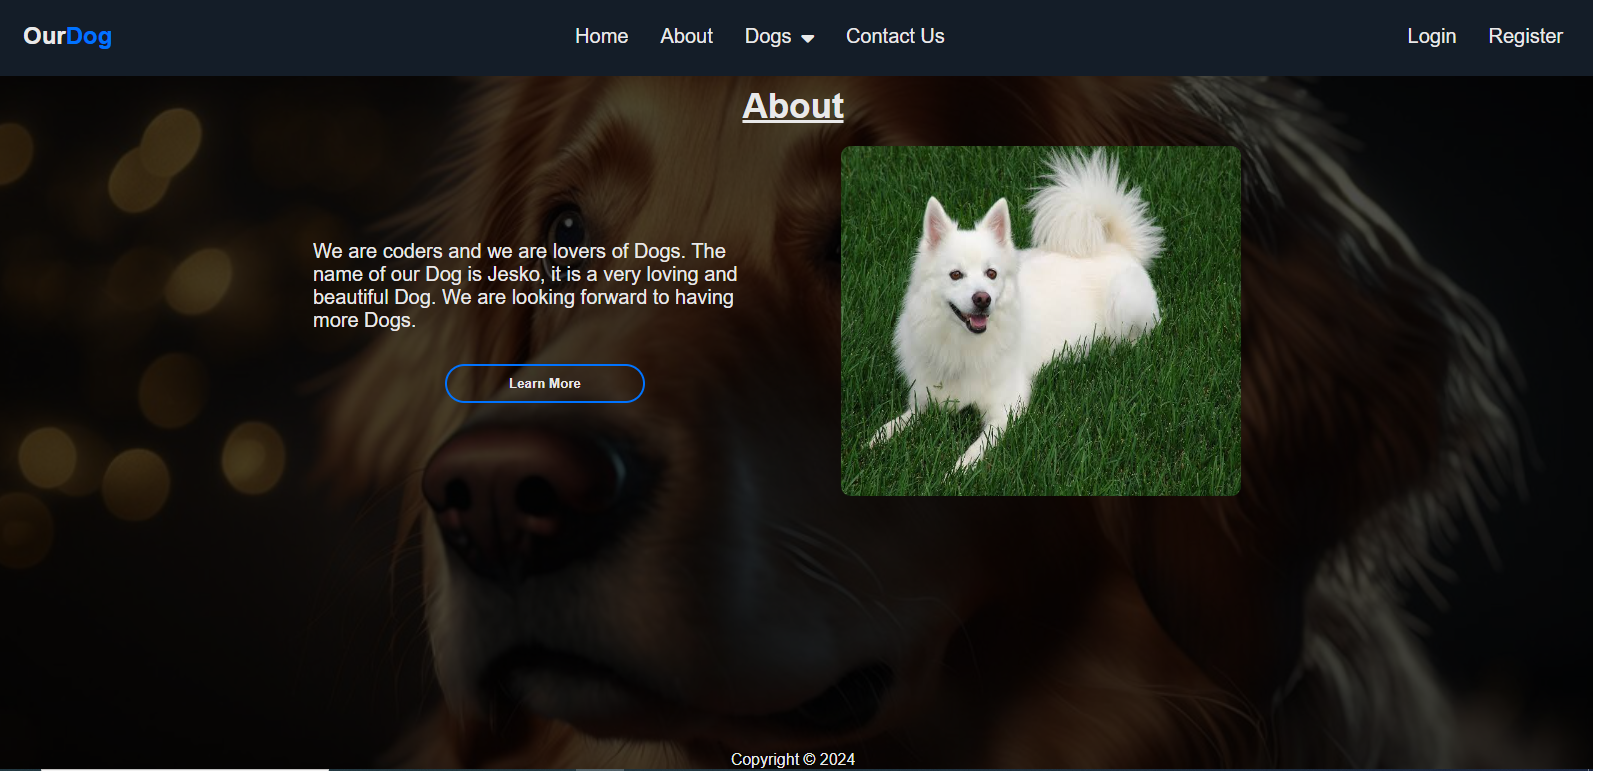 OurDog Home About Dogs Contact Us Login Register
About
We are coders and we are lovers of Dogs. The
name of our Dog is Jesko, it is a very loving and
beautiful Dog. We are looking forward to having
more Dogs.
Learn More
Copyright © 2024